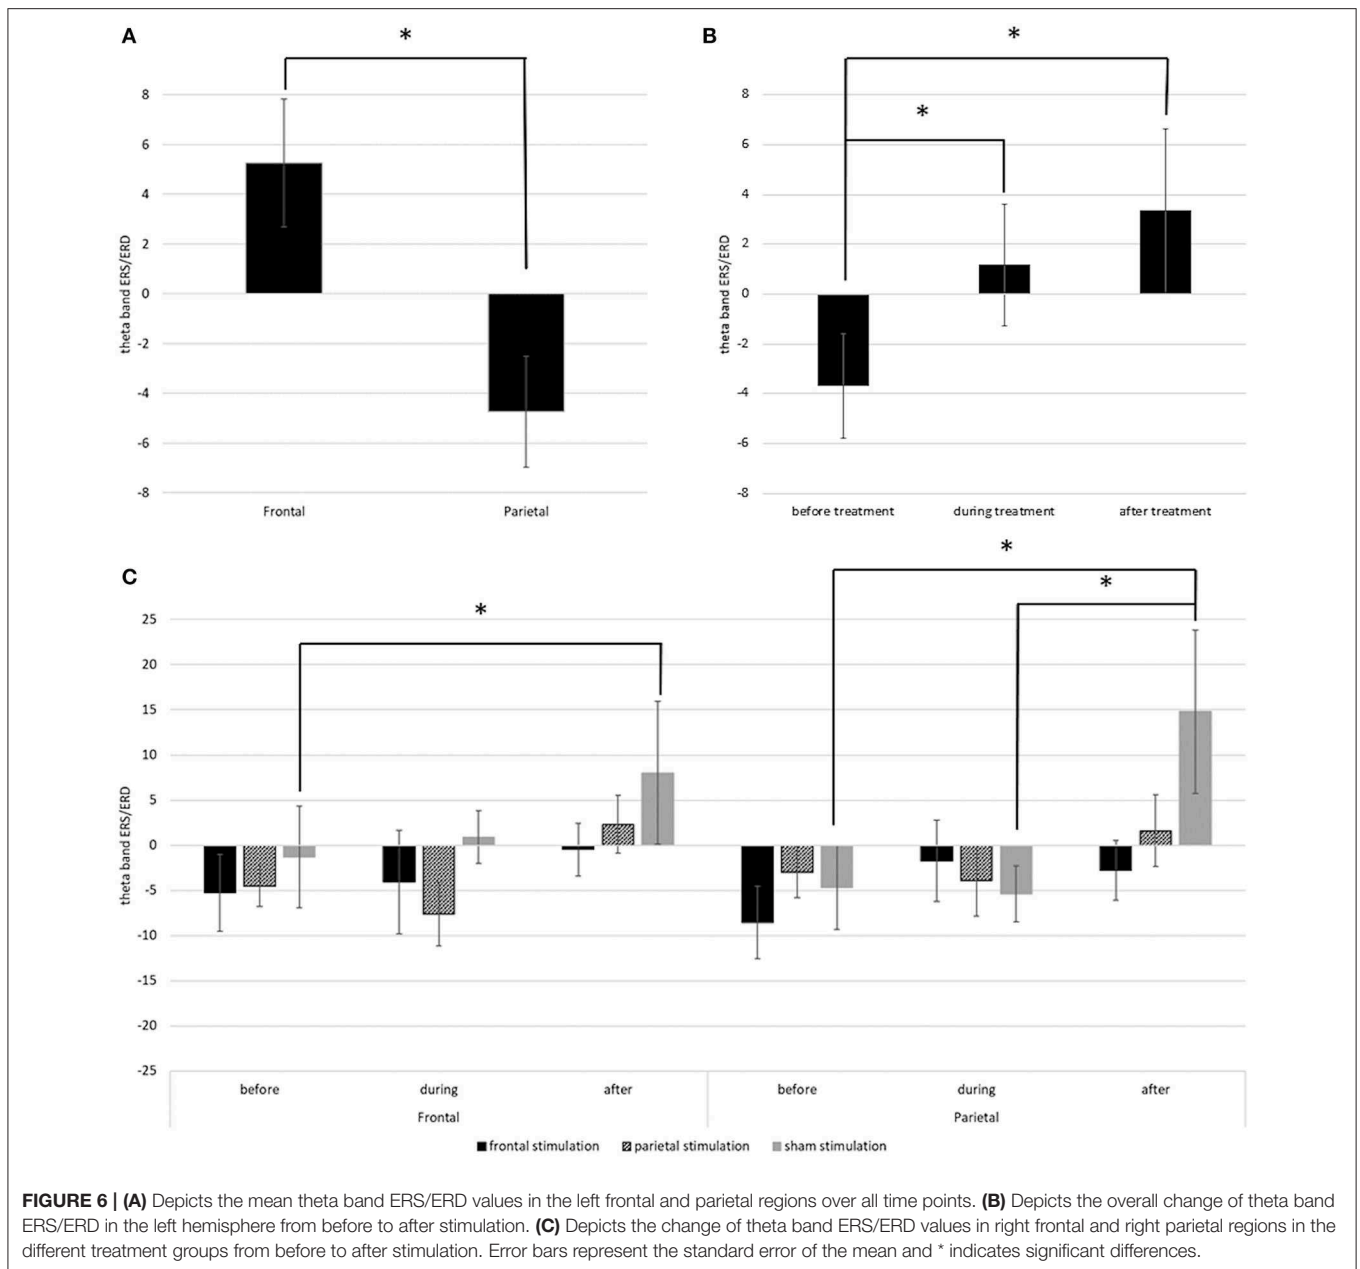 A
*
8
6
4
2
0
-2
-4
-6
-8
theta band ERS/ERD
Frontal Parietal
B
*
*
8
6
4
2
0
-2
-4
-6
-8
theta band ERS/ERD
before treatment during treatment after treatment
C
*
*
*
25
20
15
10
5
0
-5
-10
-15
-20
-25
theta band ERS/ERD
before during after before during after
Frontal Parietal
frontal stimulation parietal stimulation sham stimulation
FIGURE 6 | (A) Depicts the mean theta band ERS/ERD values in the left frontal and parietal regions over all time points. (B) Depicts the overall change of theta band
ERS/ERD in the left hemisphere from before to after stimulation. (C) Depicts the change of theta band ERS/ERD values in right frontal and right parietal regions in the
different treatment groups from before to after stimulation. Error bars represent the standard error of the mean and * indicates significant differences.